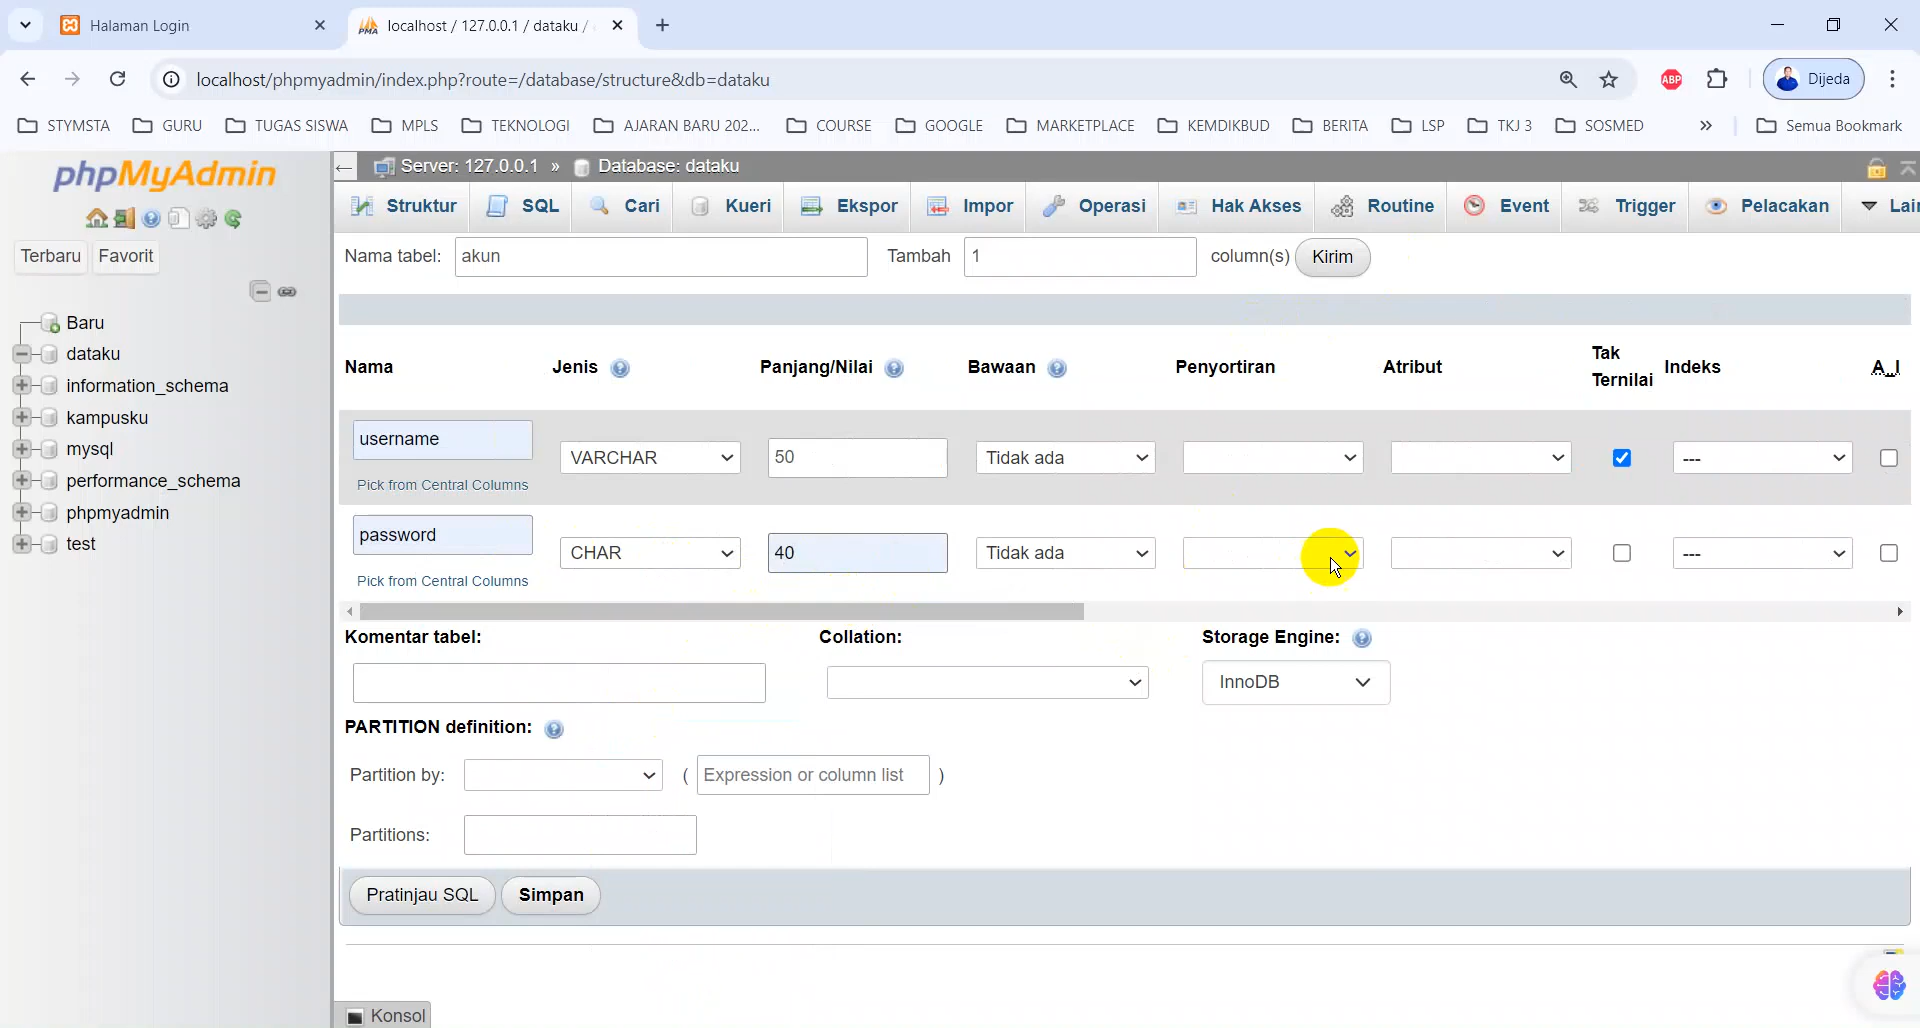 Halaman Login
localhost / 127.0.0.1 / dataku /
localhost/phpmyadmin/index.php?route=/database/structure&db=dataku
ABP
Dijeda
STYMSTA GURU TUGAS SISWA MPLS TEKNOLOGI AJARAN BARU 202... COURSE GOOGLE MARKETPLACE KEMDIKBUD BERITA LSP TKJ 3 SOSMED » Semua Bookmark
phpMyAdmin
Terbaru Favorit
Baru
dataku
information_schema
kampusku
mysql
performance_schema
phpmyadmin
test
Server: 127.0.0.1 » Database: dataku
Struktur SQL Cari Kueri Ekspor Impor Operasi Hak Akses Routine Event Trigger Pelacakan Lain
Nama tabel: akun Tambah 1 column(s) Kirim
Nama Jenis Panjang/Nilai Bawaan Penyortiran Atribut Tak Ternilai Indeks A_I
username VARCHAR 50 Tidak ada ---
Pick from Central Columns
password CHAR 40 Tidak ada ---
Pick from Central Columns
Komentar tabel: Collation: Storage Engine:
InnoDB
PARTITION definition:
Partition by: ( Expression or column list )
Partitions:
Pratinjau SQL Simpan
Konsol